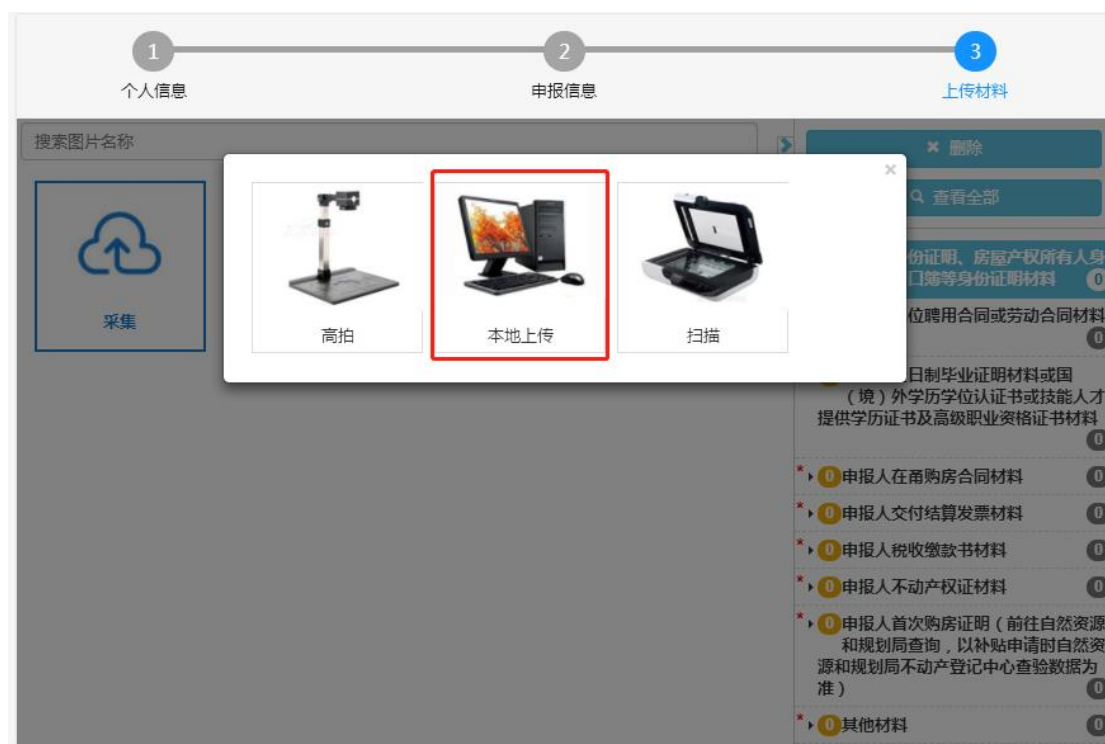 1
2
3
个人信息
申报信息
上传材料
搜索图片名称
× 删除
查看全部
采集
高拍
本地上传
扫描
×
份证明、房屋产权所有人身
口簿等身份证明材料 0
位聘用合同或劳动合同材料
0
日制毕业证明材料或国
（境）外学历学位认证书或技能人才
提供学历证书及高级职业资格证书材料
0
* 0 申报人在甬购房合同材料 0
* 0 申报人交付结算发票材料 0
* 0 申报人税收缴款书材料 0
* 0 申报人不动产权证材料 0
* 0 申报人首次购房证明（前往自然资源
和规划局查询，以补贴申请时自然资
源和规划局不动产登记中心查验数据为
准） 0
* 0 其他材料 0